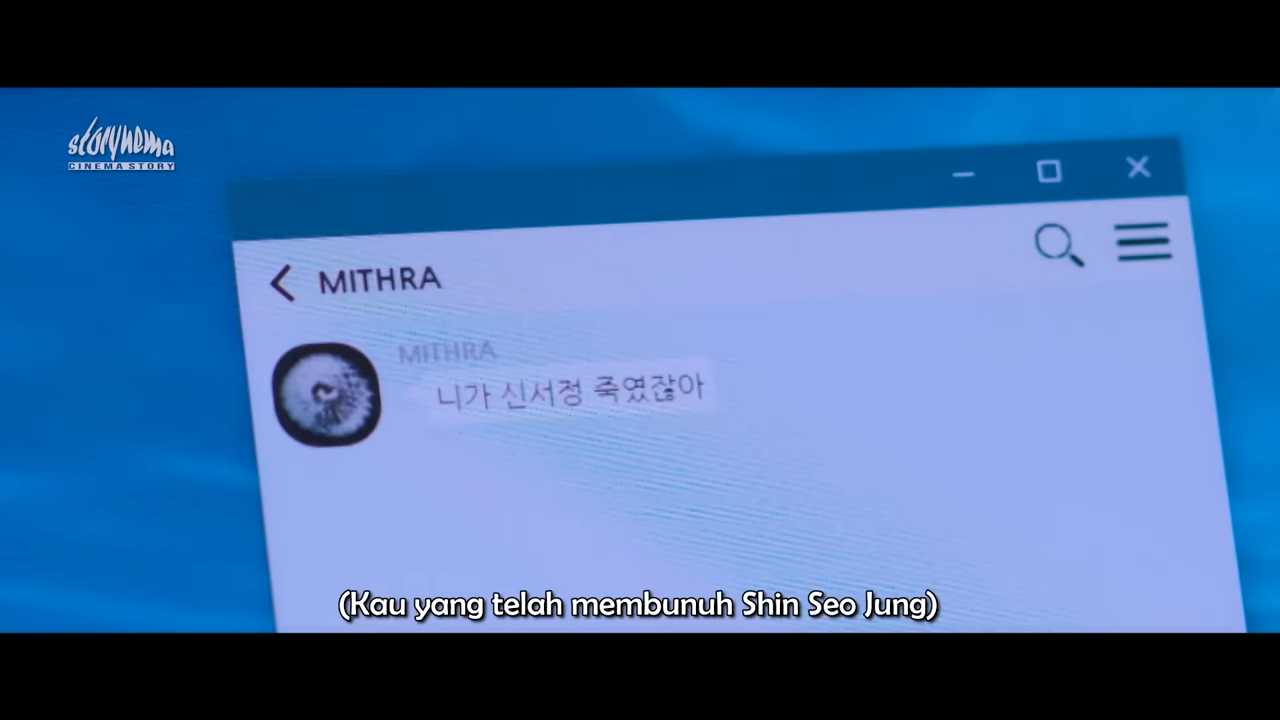 storynema
CINEMA STORY
MITHRA
MITHRA
니가 신서정 죽였잖아
(Kau yang telah membunuh Shin Seo Jung)